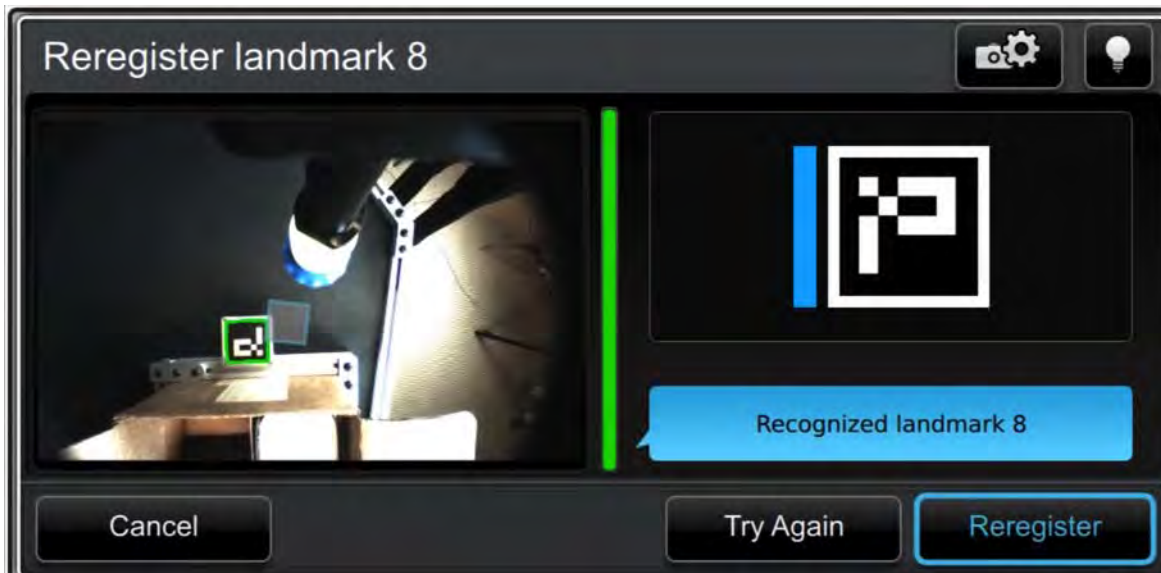 Reregister landmark 8
Recognized landmark 8
Cancel
Try Again
Reregister